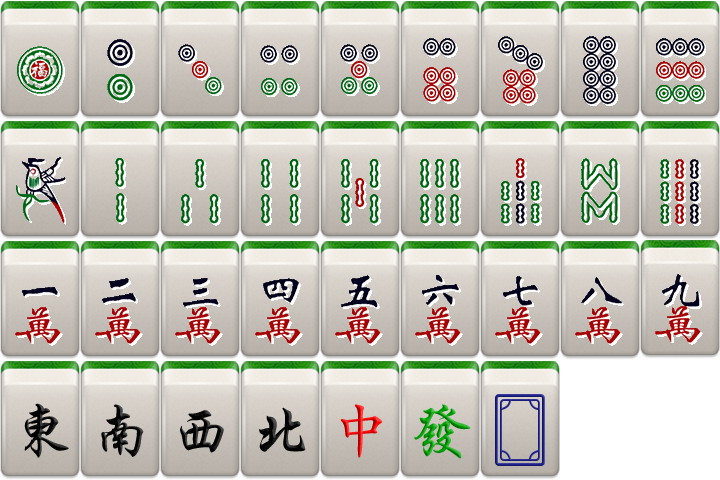 福
一萬 二萬 三萬 四萬 五萬 六萬 七萬 八萬 九萬
東 南 西 北 中 發